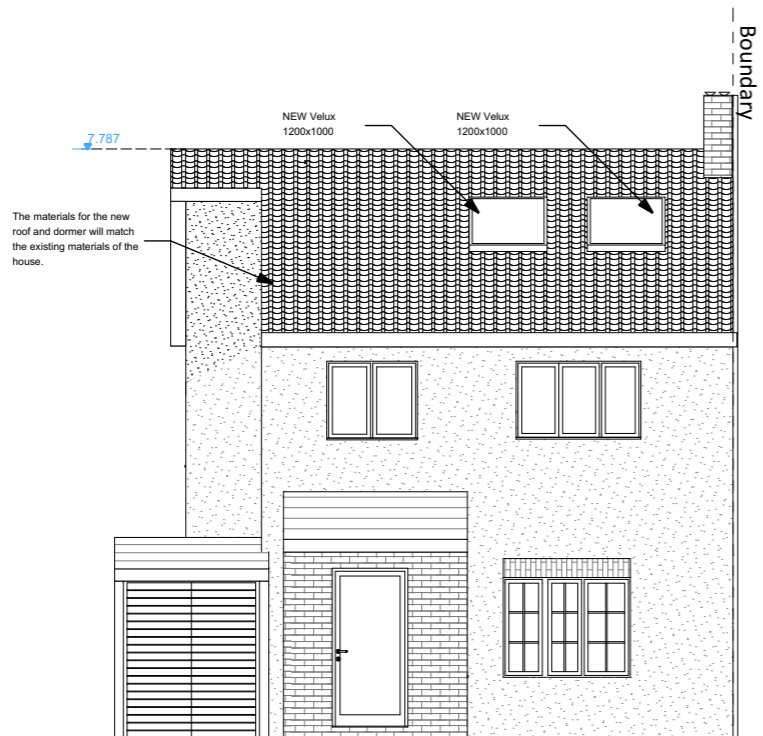 Boundary
NEW Velux
1200x1000
NEW Velux
1200x1000
7.787
The materials for the new
roof and dormer will match
the existing materials of the
house.